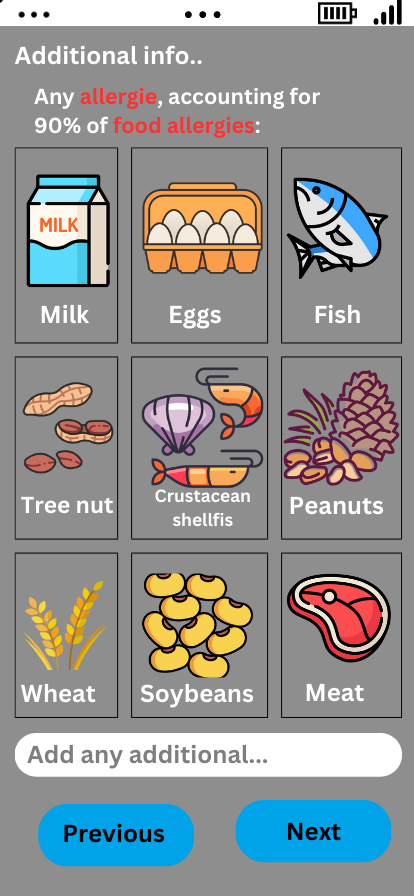 Additional info..
Any allergie, accounting for
90% of food allergies:
MILK
Milk
Eggs
Fish
Tree nut
Crustacean
shellfis
Peanuts
Wheat
Soybeans
Meat
Add any additional...
Previous
Next